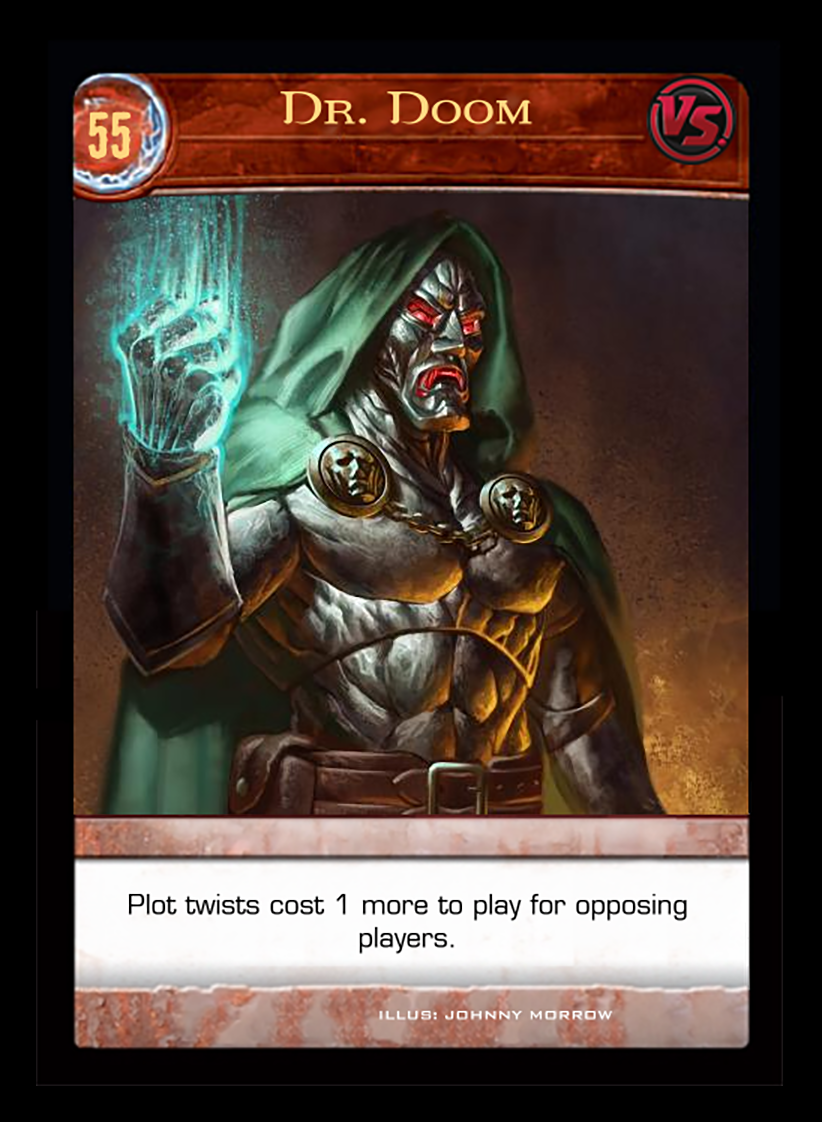 55
Dr. Doom
VS.
Plot twists cost 1 more to play for opposing
players.
ILLUS: JOHNNY MORROW